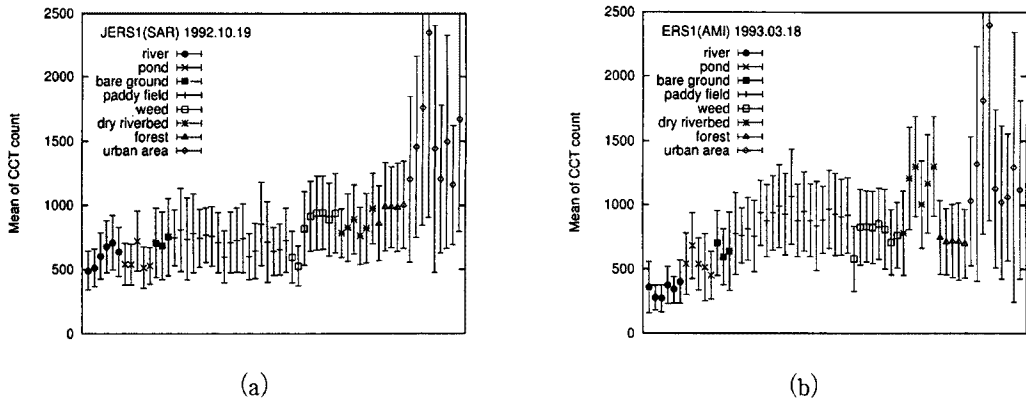 2500
2000
1500
1000
500
0
Mean of CCT count
JERS1(SAR) 1992.10.19
river
pond
bare ground
paddy field
weed
dry riverbed
forest
urban area
(a)
2500
2000
1500
1000
500
0
Mean of CCT count
ERS1(AMI) 1993.03.18
river
pond
bare ground
paddy field
weed
dry riverbed
forest
urban area
(b)